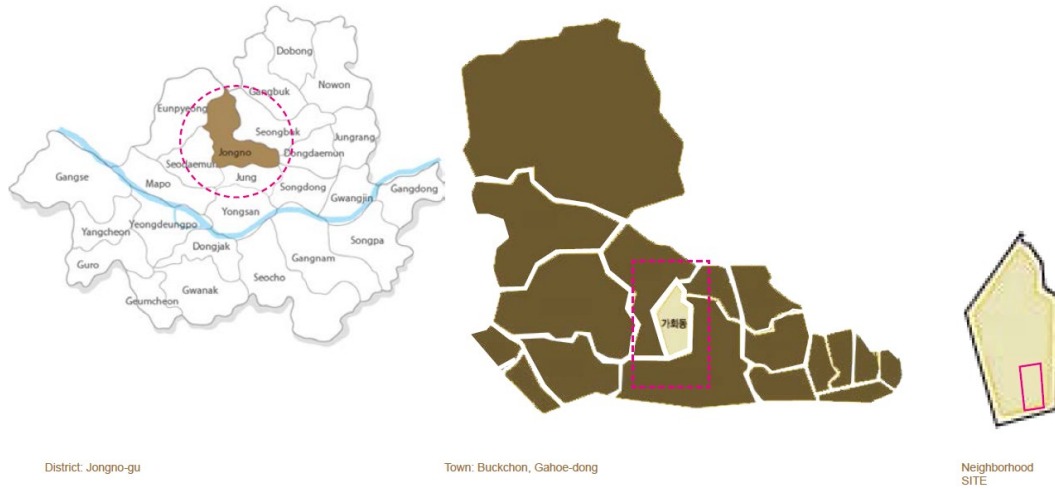 Dobong
Nowon
Gangbuk
Eunpyeong
Seongbuk
Jungrang
Jongno
Dongdaemun
Seodaemun
Jung
Mapo
Songdong
Gwangjin
Gangdong
Gangse
Yongsan
Yangcheon
Yeongdeungpo
Dongjak
Songpa
Gangnam
Guro
Seocho
Gwanak
Geumcheon
가회동
District: Jongno-gu
Town: Buckchon, Gahoe-dong
Neighborhood
SITE